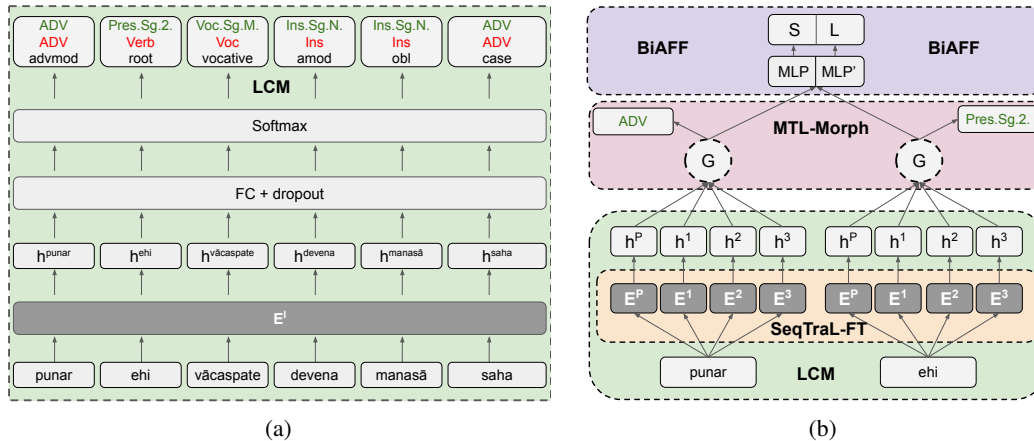 ADV Pres.Sg.2. Voc.Sg.M. Ins.Sg.N. Ins.Sg.N. ADV
ADV Verb Voc Ins Ins ADV
advmod root vocative amod obl case
LCM
Softmax
FC + dropout
h^punar h^ehi h^vācaspate h^devena h^manasā h^saha
E^I
punar ehi vācaspate devena manasā saha
(a)
S L
BiAFF BiAFF
MLP MLP'
ADV Pres.Sg.2.
MTL-Morph
G G
h^P h^1 h^2 h^3 h^P h^1 h^2 h^3
E^P E^1 E^2 E^3 E^P E^1 E^2 E^3
SeqTraL-FT
punar LCM ehi
(b)